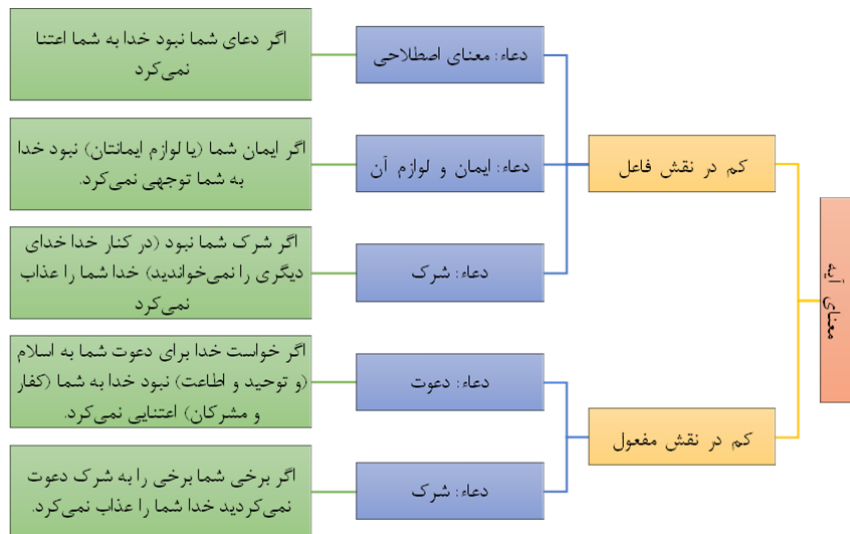 معنای آیه
کم در نقش فاعل
دعاء: معنای اصطلاحی
اگر دعای شما نبود خدا به شما اعتنا
نمی‌کرد
دعاء: ایمان و لوازم آن
اگر ایمان شما (یا لوازم ایمانتان) نبود خدا
به شما توجهی نمی‌کرد.
دعاء: شرک
اگر شرک شما نبود (در کنار خدا خدای
دیگری را نمی‌خواندید) خدا شما را عذاب
نمی‌کرد
کم در نقش مفعول
دعاء: دعوت
اگر خواست خدا برای دعوت شما به اسلام
(و توحید و اطاعت) نبود خدا به شما (کفار
و مشرکان) اعتنایی نمی‌کرد.
دعاء: شرک
اگر برخی شما برخی را به شرک دعوت
نمی‌کردید خدا شما را عذاب نمی‌کرد.